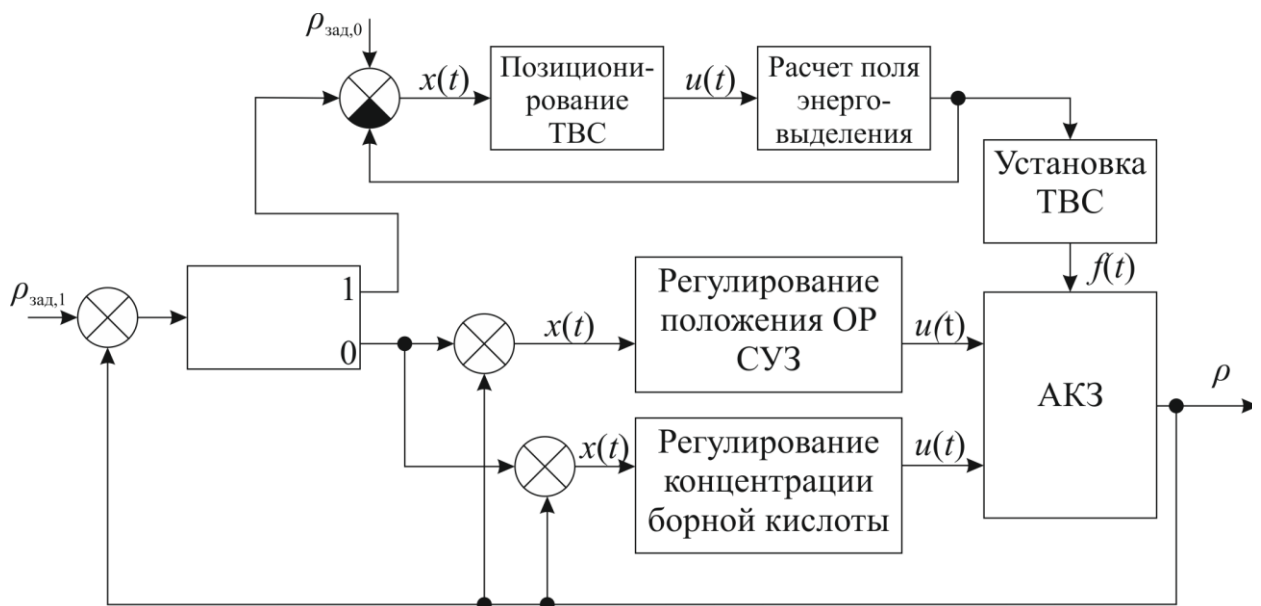 ρзад,0
x(t)
Позициони-
рование
ТВС
u(t)
Расчет поля
энерго-
выделения
Установка
ТВС
f(t)
ρзад,1
1
0
x(t)
Регулирование
положения ОР
СУЗ
u(t)
АКЗ
ρ
x(t)
Регулирование
концентрации
борной кислоты
u(t)